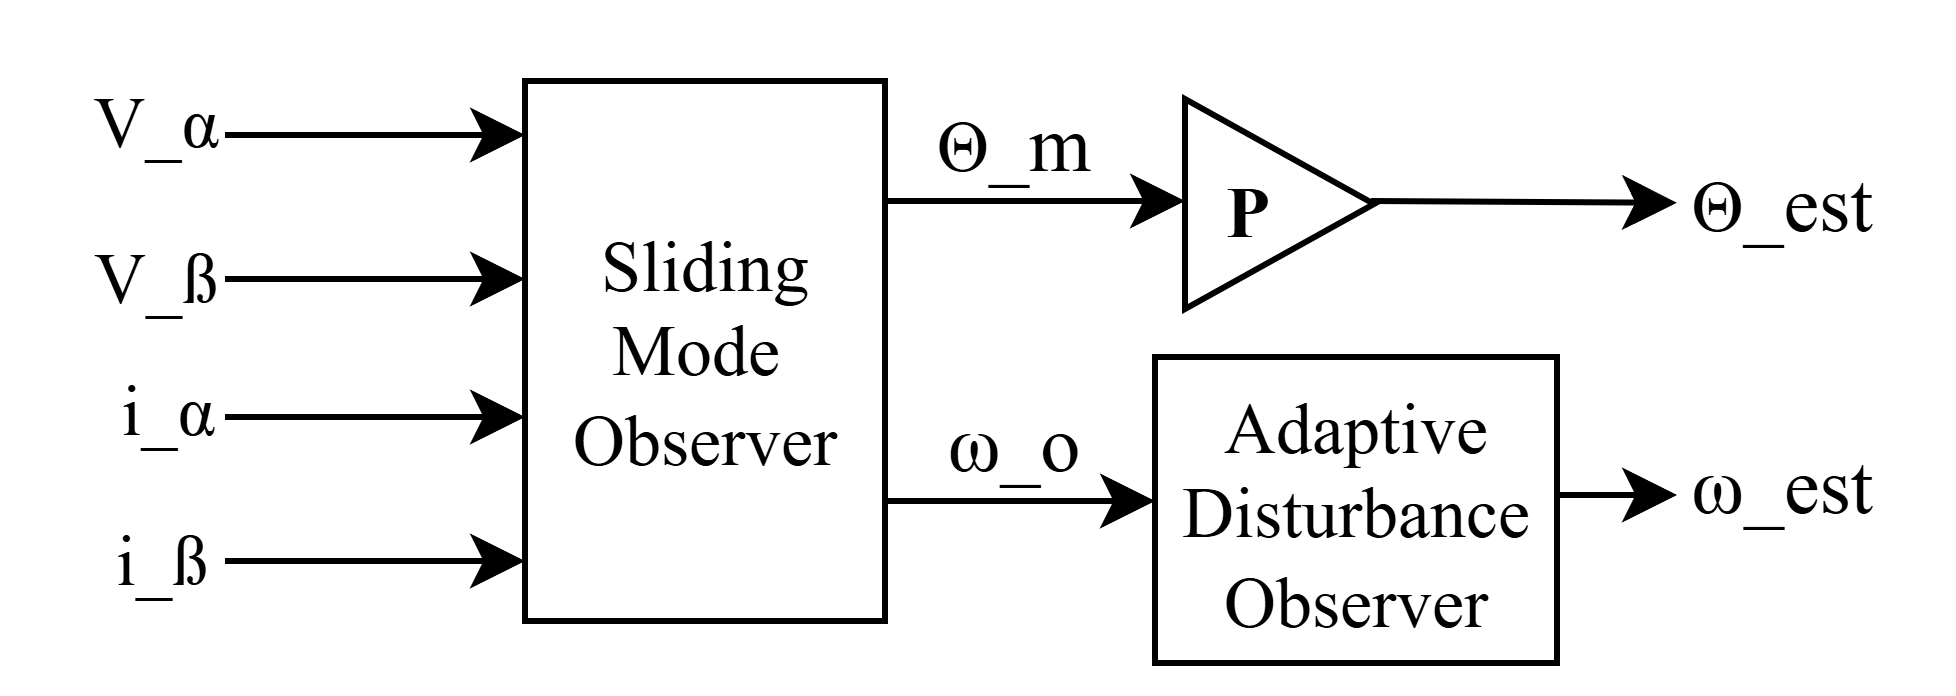 V_α
V_ß
i_α
i_ß
Sliding
Mode
Observer
Θ_m
P
Θ_est
ω_o
Adaptive
Disturbance
Observer
ω_est